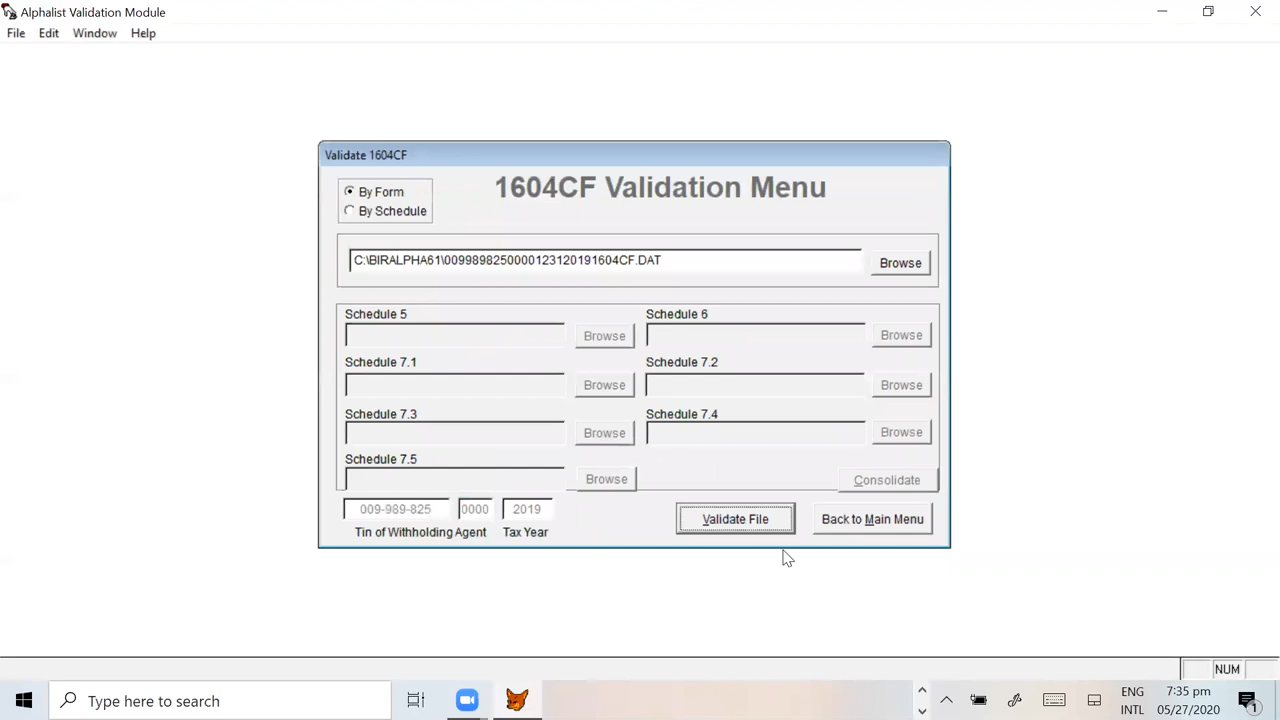 Alphalist Validation Module
File Edit Window Help
Validate 1604CF
By Form
By Schedule
1604CF Validation Menu
C:\BIRALPHA61\0099898250000123120191604CF.DAT
Browse
Schedule 5
Browse
Schedule 6
Browse
Schedule 7.1
Browse
Schedule 7.2
Browse
Schedule 7.3
Browse
Schedule 7.4
Browse
Schedule 7.5
Browse
Consolidate
009-989-825 0000 2019
Tin of Withholding Agent Tax Year
Validate File
Back to Main Menu
NUM
Type here to search
ENG
INTL
7:35 pm
05/27/2020
1